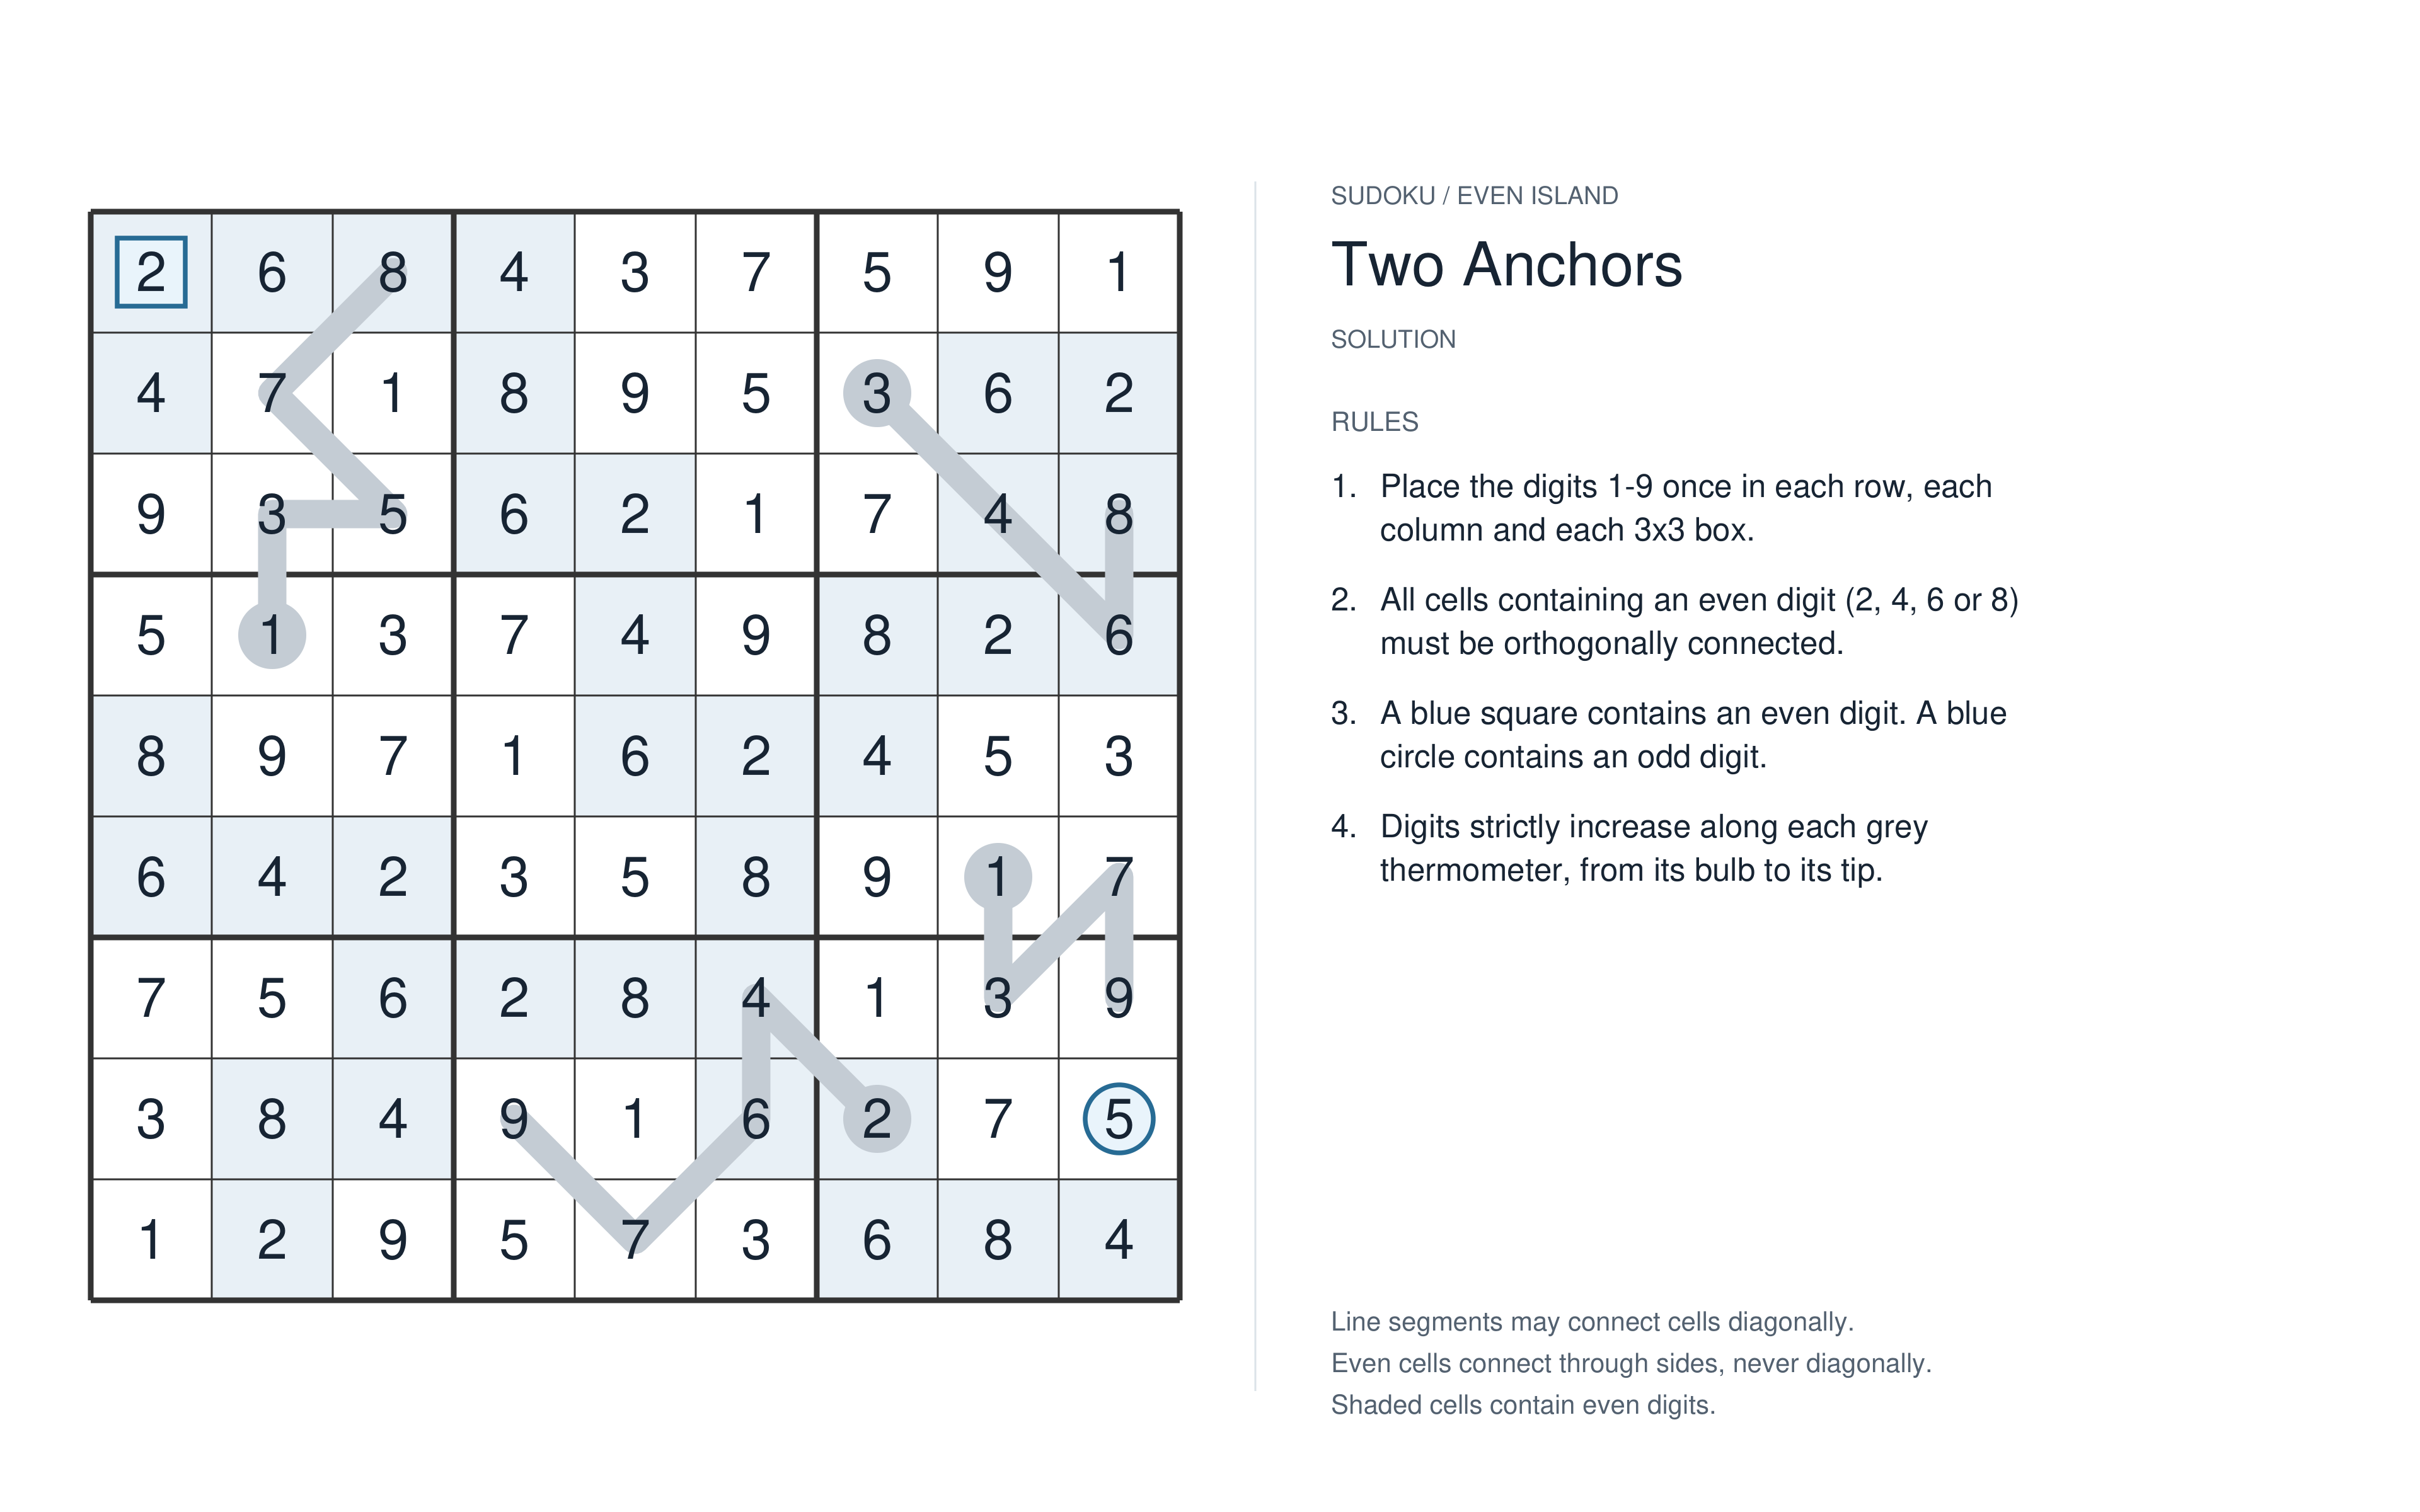 2 6 8 4 3 7 5 9 1
4 7 1 8 9 5 3 6 2
9 3 5 6 2 1 7 4 8
5 1 3 7 4 9 8 2 6
8 9 7 1 6 2 4 5 3
6 4 2 3 5 8 9 1 7
7 5 6 2 8 4 1 3 9
3 8 4 9 1 6 2 7 5
1 2 9 5 7 3 6 8 4
SUDOKU / EVEN ISLAND
Two Anchors
SOLUTION
RULES
1. Place the digits 1-9 once in each row, each
column and each 3x3 box.
2. All cells containing an even digit (2, 4, 6 or 8)
must be orthogonally connected.
3. A blue square contains an even digit. A blue
circle contains an odd digit.
4. Digits strictly increase along each grey
thermometer, from its bulb to its tip.
Line segments may connect cells diagonally.
Even cells connect through sides, never diagonally.
Shaded cells contain even digits.